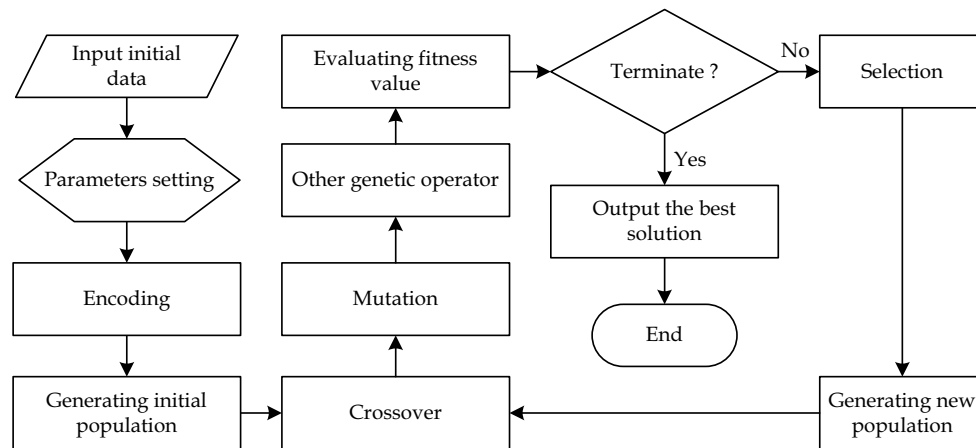 Input initial
data
Parameters setting
Encoding
Generating initial
population
Crossover
Mutation
Other genetic operator
Evaluating fitness
value
Terminate ?
No
Yes
Output the best
solution
End
Selection
Generating new
population